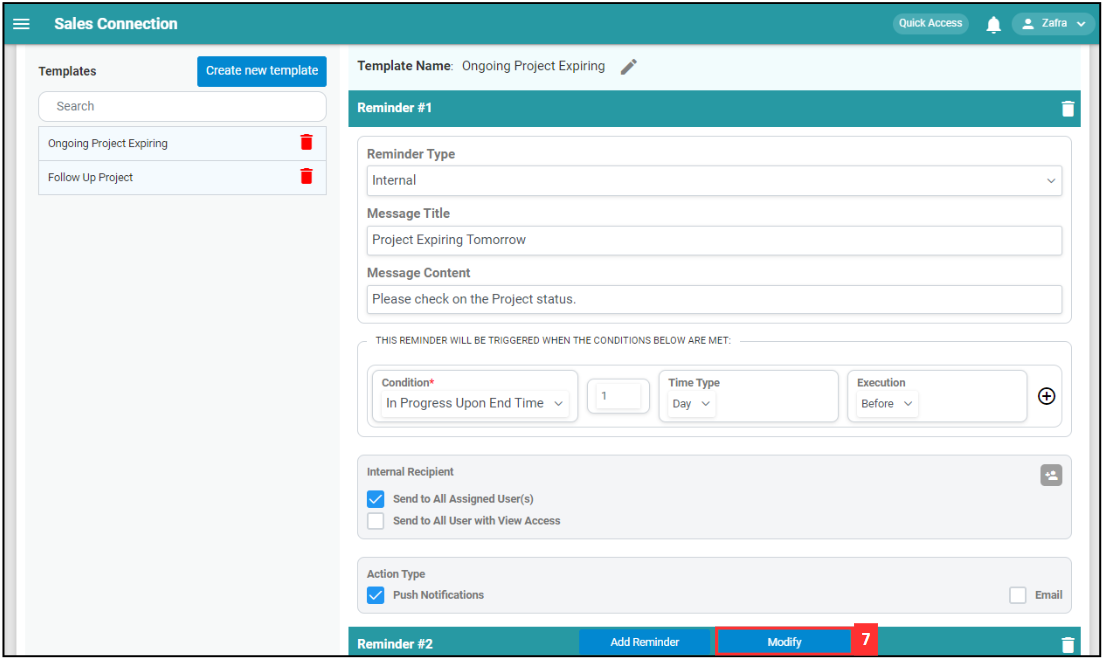 Sales Connection
Quick Access
Zafra
Templates
Create new template
Search
Ongoing Project Expiring
Follow Up Project
Template Name: Ongoing Project Expiring
Reminder #1
Reminder Type
Internal
Message Title
Project Expiring Tomorrow
Message Content
Please check on the Project status.
THIS REMINDER WILL BE TRIGGERED WHEN THE CONDITIONS BELOW ARE MET:
Condition*
In Progress Upon End Time
1
Time Type
Day
Execution
Before
Internal Recipient
Send to All Assigned User(s)
Send to All User with View Access
Action Type
Push Notifications
Email
Reminder #2
Add Reminder
Modify
7